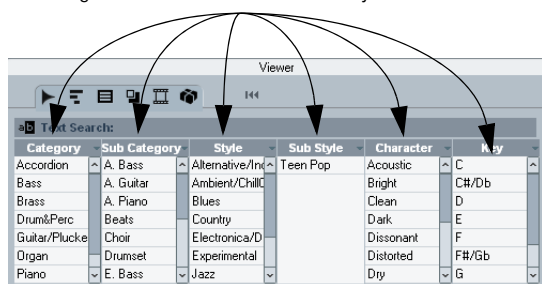 Viewer
Text Search:
Category Sub Category Style Sub Style Character Key
Accordion A. Bass Alternative/Ind Teen Pop Acoustic C
Bass A. Guitar Ambient/ChillO Bright C#/Db
Brass A. Piano Blues Clean D
Drum&Perc Beats Country Dark E
Guitar/Plucke Choir Electronica/D Dissonant F
Organ Drumset Experimental Distorted F#/Gb
Piano E. Bass Jazz Dry G